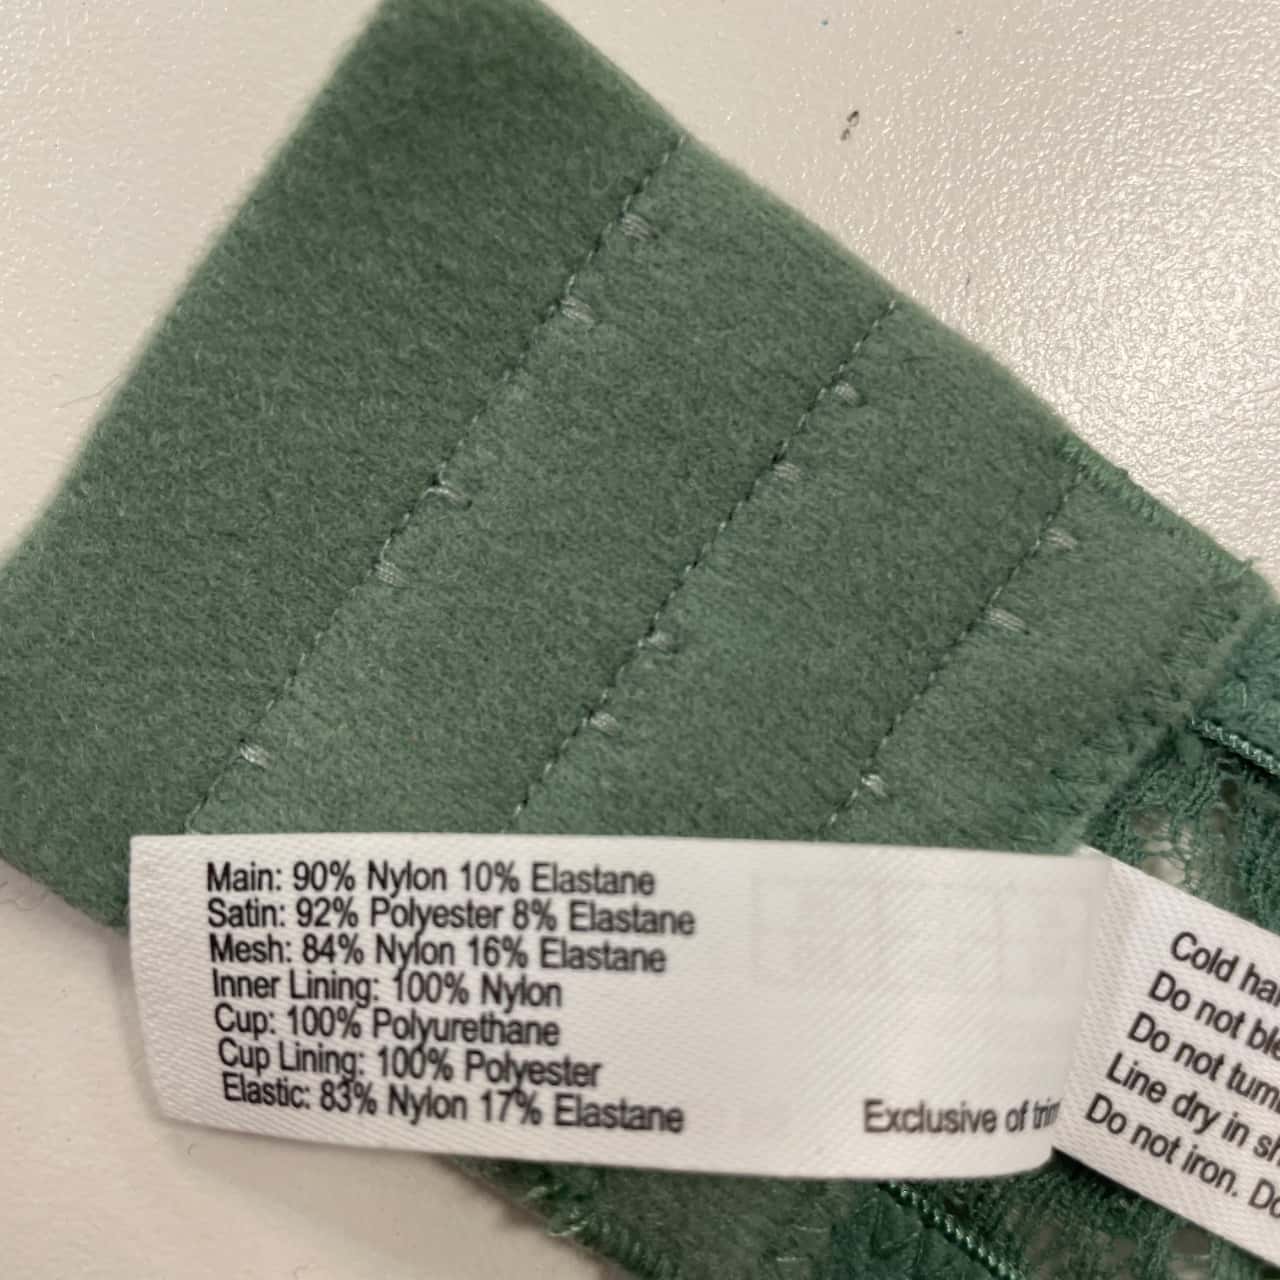 Main: 90% Nylon 10% Elastane
Satin: 92% Polyester 8% Elastane
Mesh: 84% Nylon 16% Elastane
Inner Lining: 100% Nylon
Cup: 100% Polyurethane
Cup Lining: 100% Polyester
Elastic: 83% Nylon 17% Elastane
Exclusive of trim
Cold
Do not
Do not
Line dry in
Do not iron.